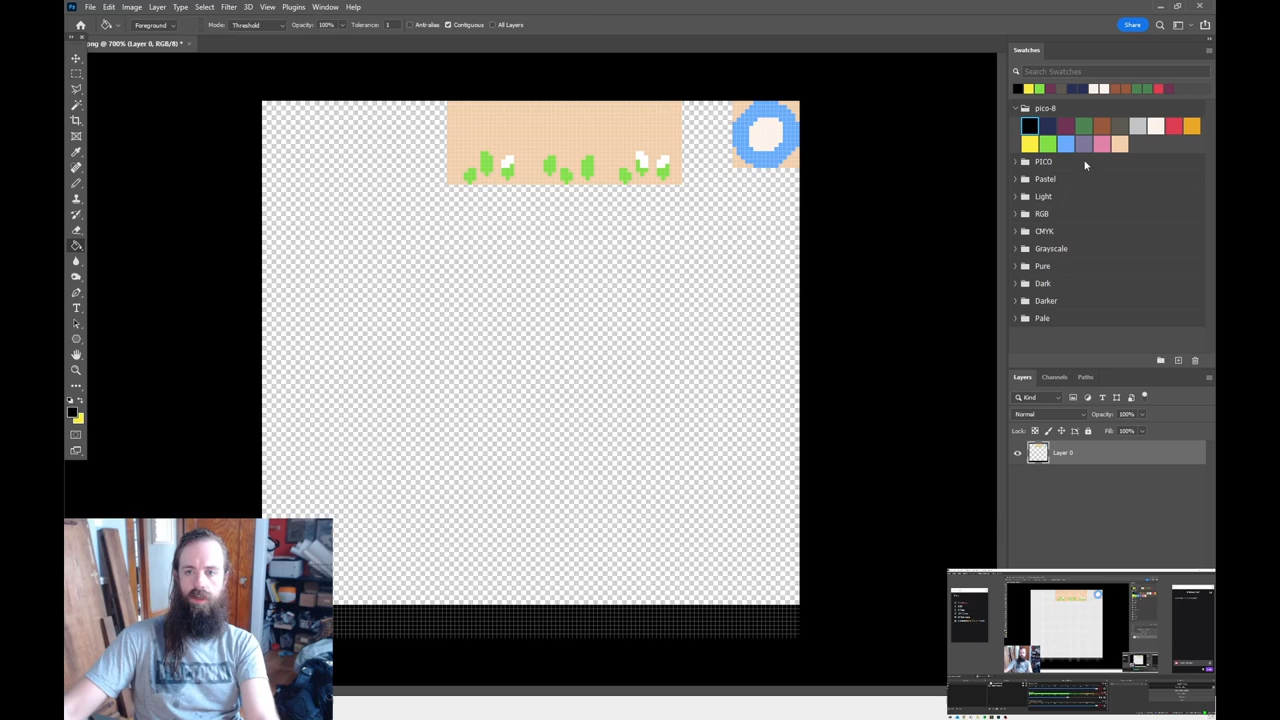 Ps File Edit Image Layer Type Select Filter 3D View Plugins Window Help
Foreground Mode: Threshold Opacity: 100% Tolerance: 1 Anti-alias Contiguous All Layers Share
.png @ 700% (Layer 0, RGB/8) *
Swatches
Search Swatches
pico-8
PICO
Pastel
Light
RGB
CMYK
Grayscale
Pure
Dark
Darker
Pale
Layers Channels Paths
Kind
Normal Opacity: 100%
Lock: Fill: 100%
Layer 0
BLUETOWN